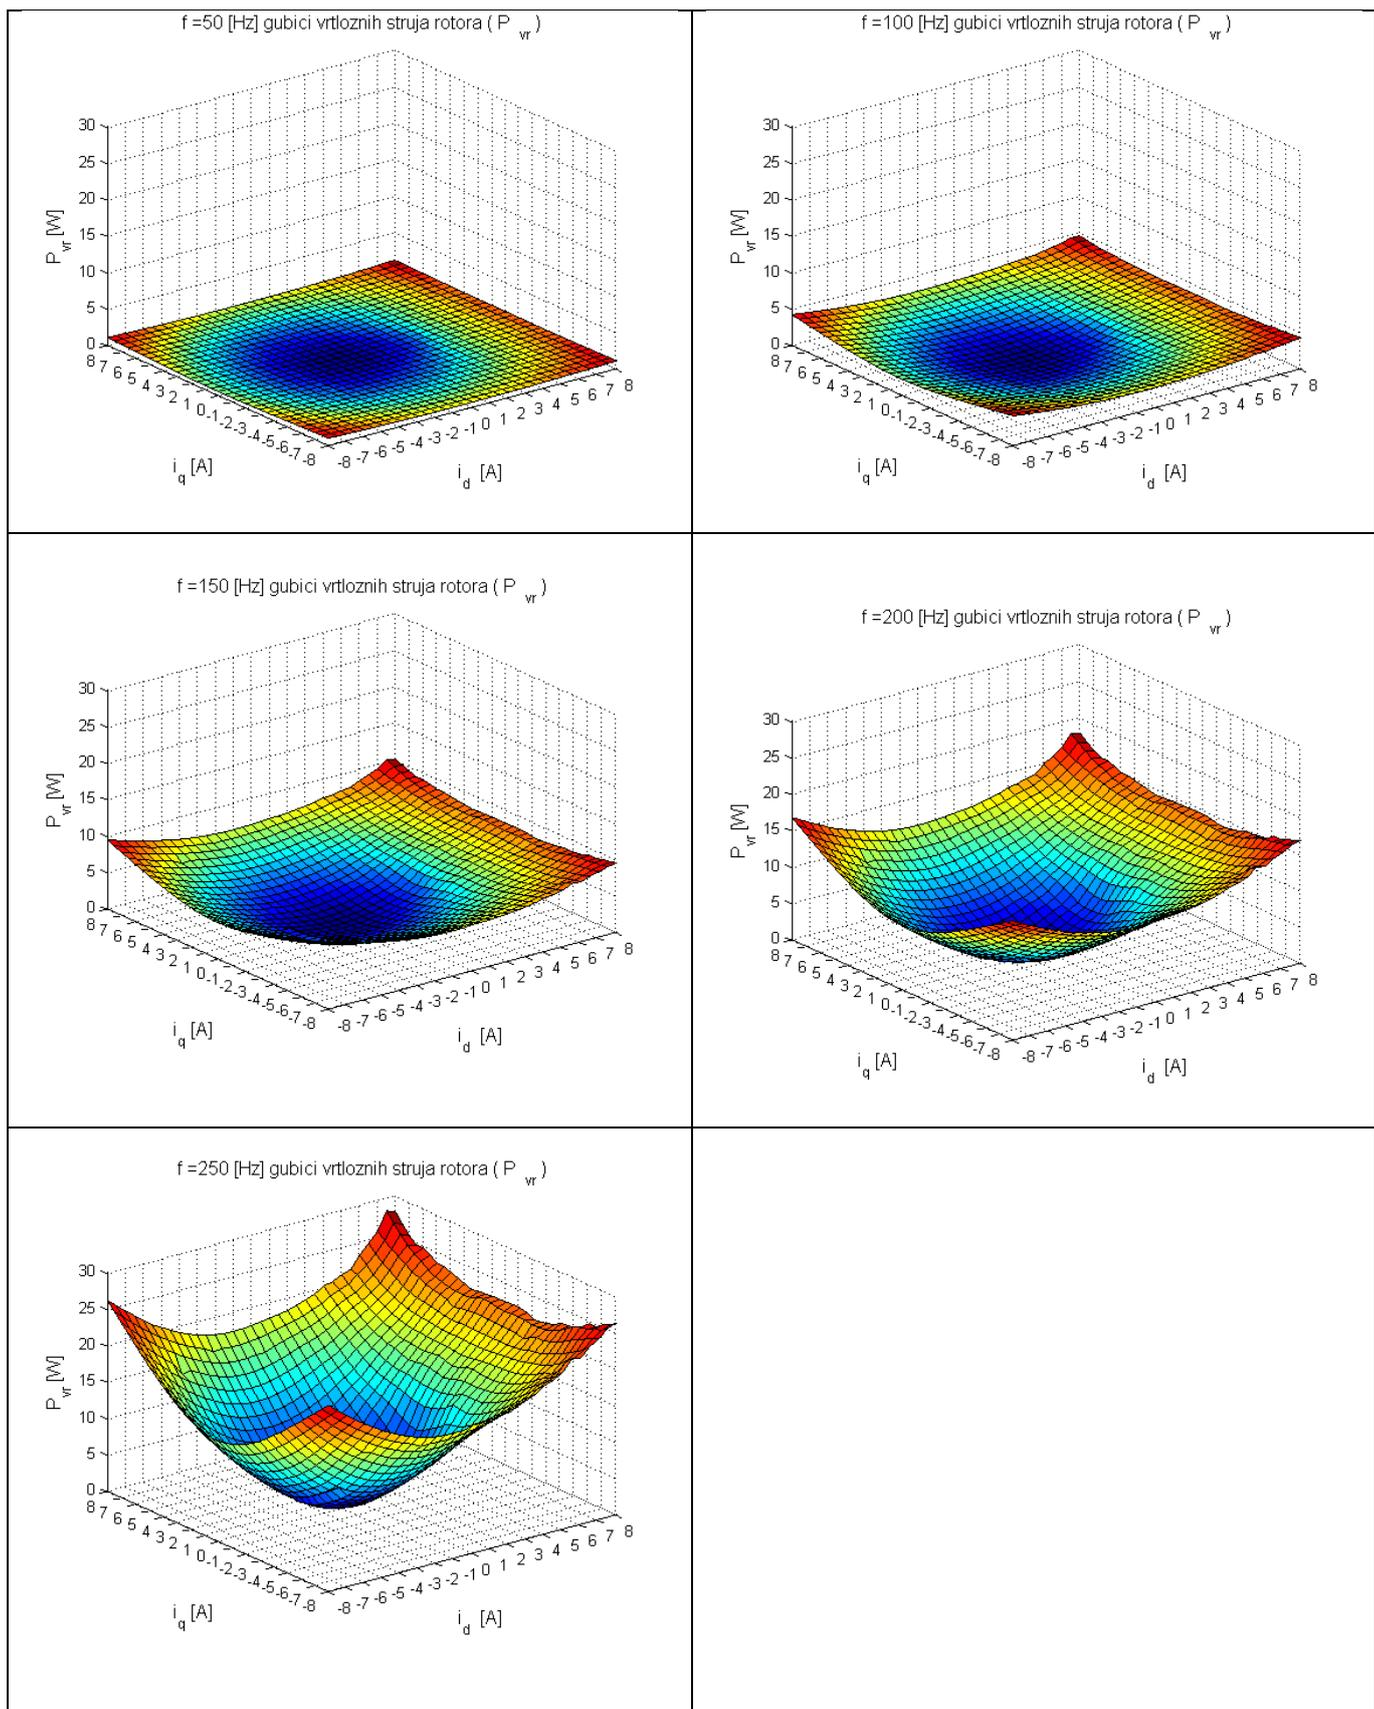 f =50 [Hz] gubici vrtloznih struja rotora ( P vr )
30
25
20
15
10
5
0
P vr [W]
8 7 6 5 4 3 2 1 0 -1 -2 -3 -4 -5 -6 -7 -8
i q [A]
-8 -7 -6 -5 -4 -3 -2 -1 0 1 2 3 4 5 6 7 8
i d [A]
f =100 [Hz] gubici vrtloznih struja rotora ( P vr )
30
25
20
15
10
5
0
P vr [W]
8 7 6 5 4 3 2 1 0 -1 -2 -3 -4 -5 -6 -7 -8
i q [A]
-8 -7 -6 -5 -4 -3 -2 -1 0 1 2 3 4 5 6 7 8
i d [A]
f =150 [Hz] gubici vrtloznih struja rotora ( P vr )
30
25
20
15
10
5
0
P vr [W]
8 7 6 5 4 3 2 1 0 -1 -2 -3 -4 -5 -6 -7 -8
i q [A]
-8 -7 -6 -5 -4 -3 -2 -1 0 1 2 3 4 5 6 7 8
i d [A]
f =200 [Hz] gubici vrtloznih struja rotora ( P vr )
30
25
20
15
10
5
0
P vr [W]
8 7 6 5 4 3 2 1 0 -1 -2 -3 -4 -5 -6 -7 -8
i q [A]
-8 -7 -6 -5 -4 -3 -2 -1 0 1 2 3 4 5 6 7 8
i d [A]
f =250 [Hz] gubici vrtloznih struja rotora ( P vr )
30
25
20
15
10
5
0
P vr [W]
8 7 6 5 4 3 2 1 0 -1 -2 -3 -4 -5 -6 -7 -8
i q [A]
-8 -7 -6 -5 -4 -3 -2 -1 0 1 2 3 4 5 6 7 8
i d [A]